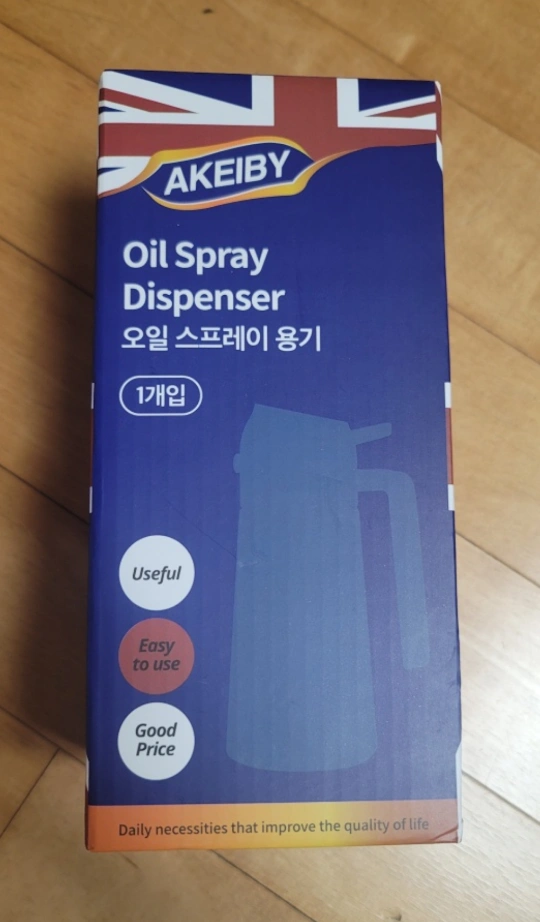 AKEIBY
Oil Spray
Dispenser
오일 스프레이 용기
1개입
Useful
Easy
to use
Good
Price
Daily necessities that improve the quality of life